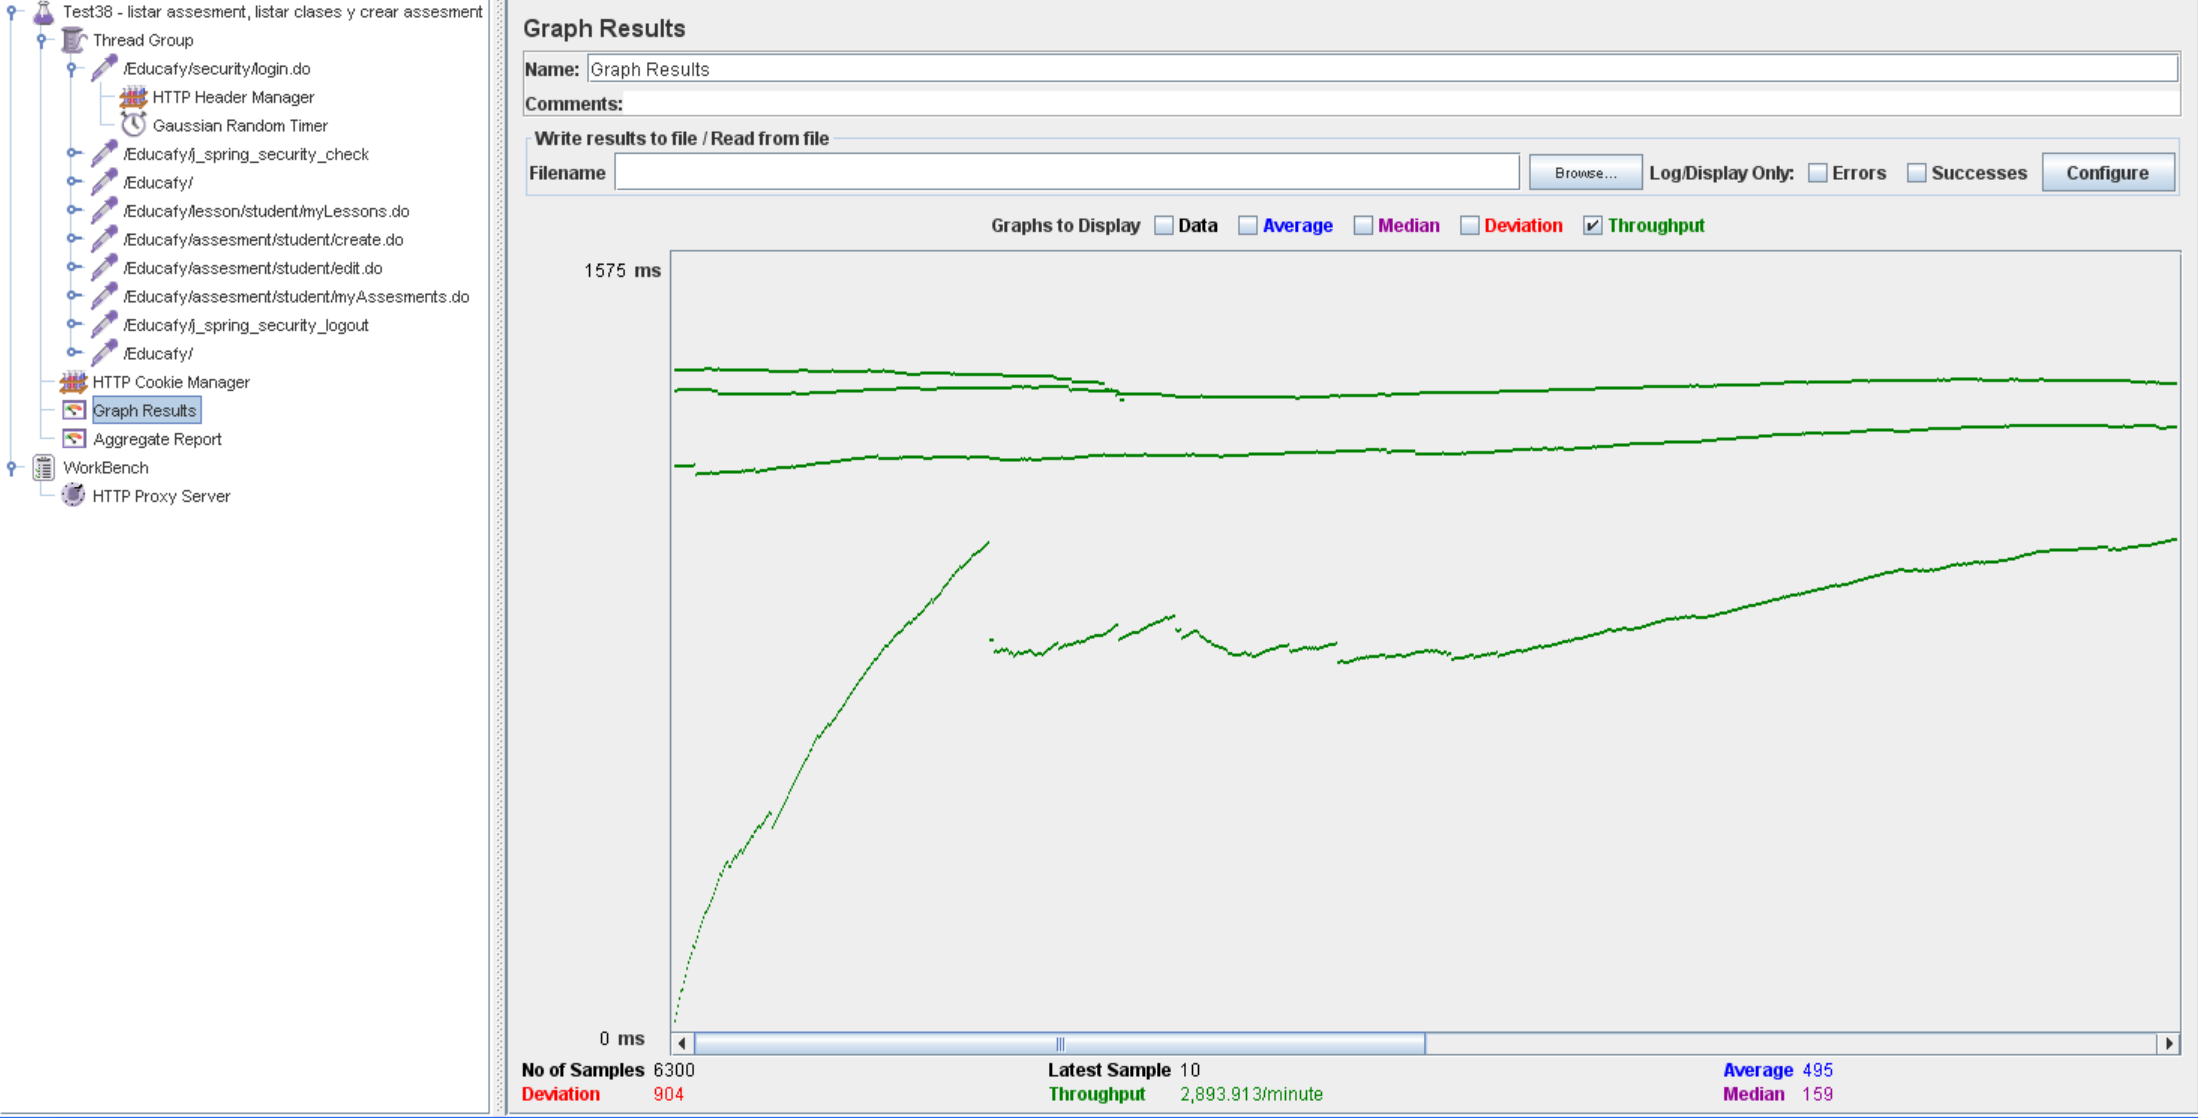 Test38 - listar assesment, listar clases y crear assesment
Thread Group
/Educafy/security/login.do
HTTP Header Manager
Gaussian Random Timer
/Educafy/j_spring_security_check
/Educafy/
/Educafy/lesson/student/myLessons.do
/Educafy/assesment/student/create.do
/Educafy/assesment/student/edit.do
/Educafy/assesment/student/myAssesments.do
/Educafy/j_spring_security_logout
/Educafy/
HTTP Cookie Manager
Graph Results
Aggregate Report
WorkBench
HTTP Proxy Server
Graph Results
Name: Graph Results
Comments:
Write results to file / Read from file
Filename Browse... Log/Display Only: Errors Successes Configure
Graphs to Display Data Average Median Deviation Throughput
1575 ms
0 ms
No of Samples 6300 Latest Sample 10 Average 495
Deviation 904 Throughput 2,893.913/minute Median 159